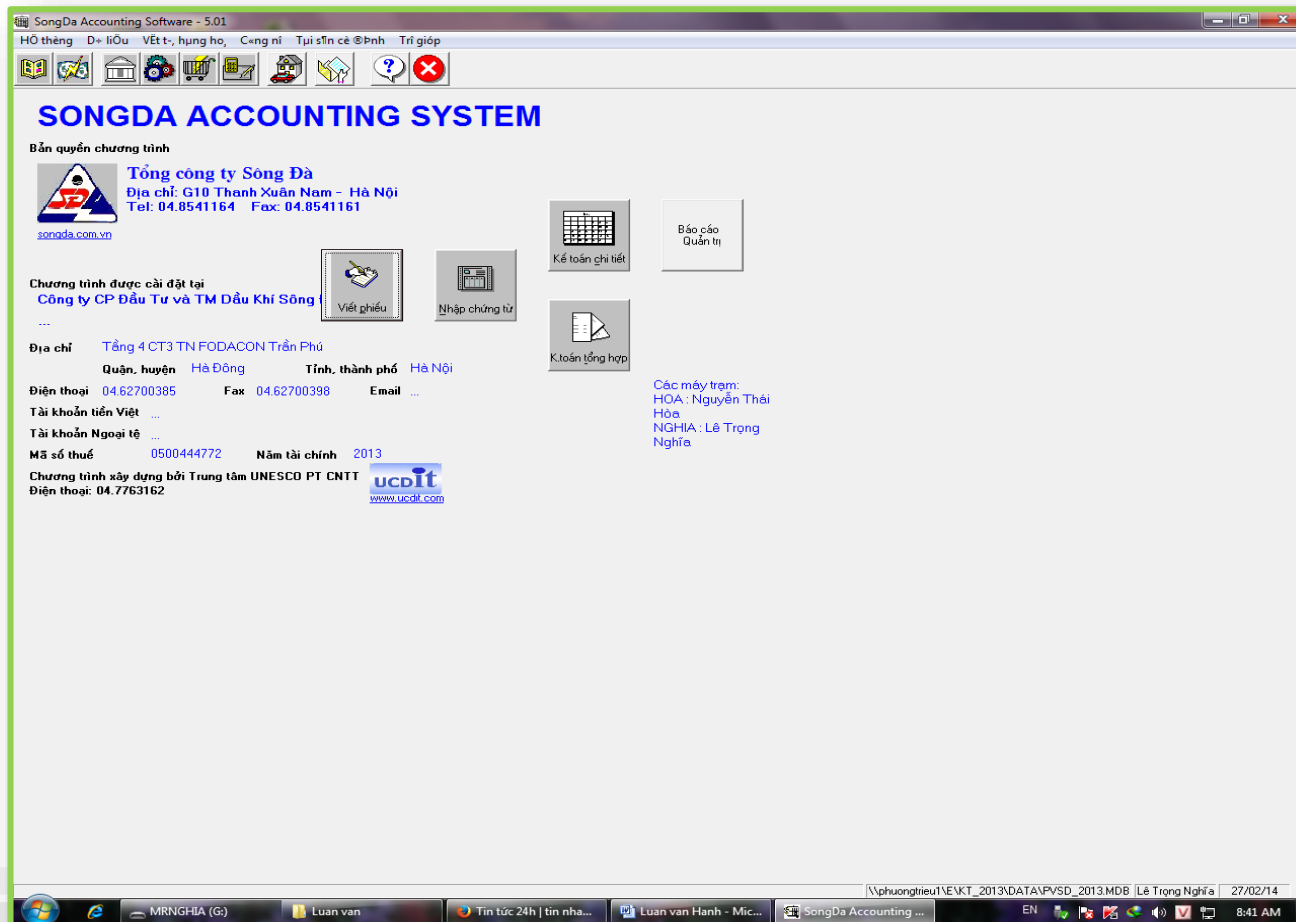 SongDa Accounting Software - 5.01
HÖ thèng D÷ liÖu VËt t-, hµng ho¸ C«ng nî Tµi s¶n cè ®Þnh Trî gióp
SONGDA ACCOUNTING SYSTEM
Bản quyền chương trình
Tổng công ty Sông Đà
Địa chỉ: G10 Thanh Xuân Nam - Hà Nội
Tel: 04.8541164 Fax: 04.8541161
songda.com.vn
Kế toán chi tiết
Báo cáo
Quản trị
Chương trình được cài đặt tại
Công ty CP Đầu Tư và TM Dầu Khí Sông
...
Viết phiếu
Nhập chứng từ
K.toán tổng hợp
Địa chỉ Tầng 4 CT3 TN FODACON Trần Phú
Quận, huyện Hà Đông Tỉnh, thành phố Hà Nội
Điện thoại 04.62700385 Fax 04.62700398 Email ...
Tài khoản tiền Việt ...
Tài khoản Ngoại tệ ...
Mã số thuế 0500444772 Năm tài chính 2013
Các máy trạm:
HOA : Nguyễn Thái
Hòa
NGHIA : Lê Trọng
Nghĩa
Chương trình xây dựng bởi Trung tâm UNESCO PT CNTT
Điện thoại: 04.7763162
UCDit
www.ucdit.com
\\phuongtrieu1\E\KT_2013\DATA\PVSD_2013.MDB Lê Trọng Nghĩa 27/02/14
MRNGHIA (G:) Luan van Tin tức 24h | tin nha... Luan van Hanh - Mic... SongDa Accounting ... EN 8:41 AM